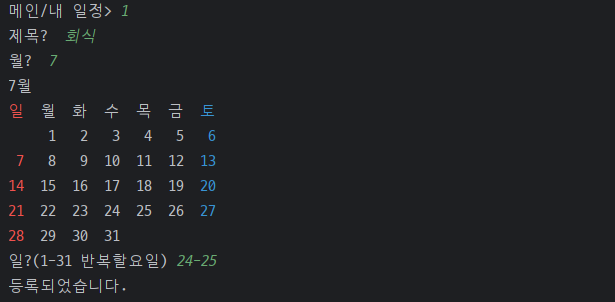 메인/내 일정> 1
제목?  회식
월?  7
7월
일  월  화  수  목  금  토
     1   2   3   4   5   6
 7   8   9  10  11  12  13
14  15  16  17  18  19  20
21  22  23  24  25  26  27
28  29  30  31
일?(1-31 반복할요일) 24-25
등록되었습니다.